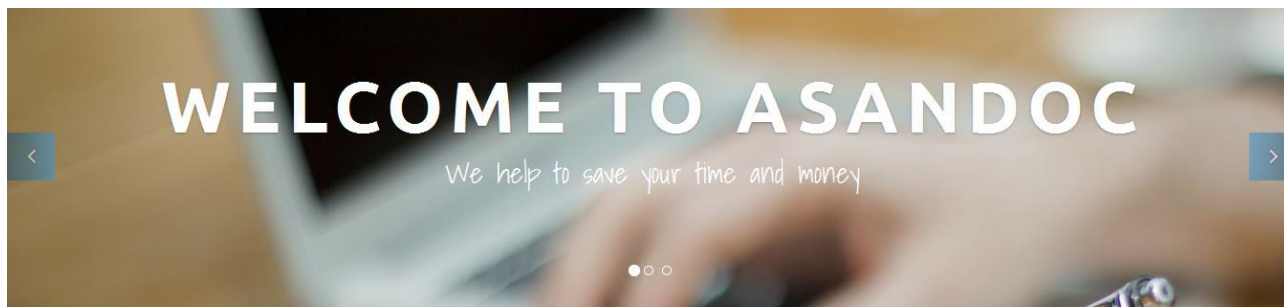 WELCOME TO ASANDOC
We help to save your time and money